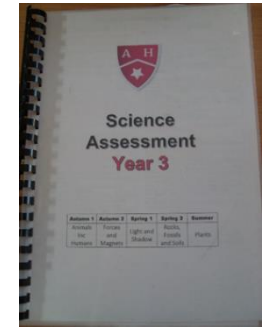 A H
Science
Assessment
Year 3
Autumn 1 Autumn 2 Spring 1 Spring 2 Summer
Animals Inc Humans
Forces and Magnets
Light and Shadow
Rocks, Fossils and Soils
Plants